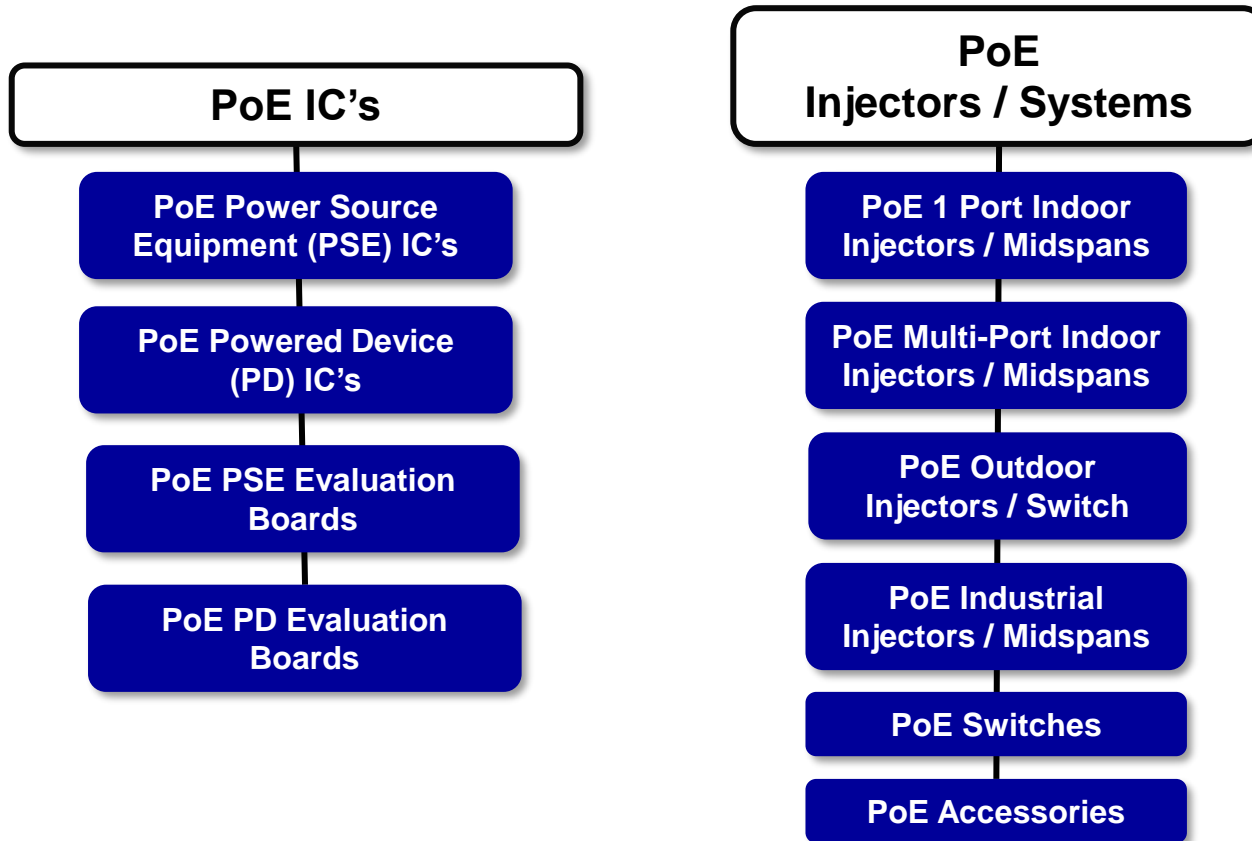 PoE IC’s
PoE Power Source
Equipment (PSE) IC’s
PoE Powered Device
(PD) IC’s
PoE PSE Evaluation
Boards
PoE PD Evaluation
Boards
PoE
Injectors / Systems
PoE 1 Port Indoor
Injectors / Midspans
PoE Multi-Port Indoor
Injectors / Midspans
PoE Outdoor
Injectors / Switch
PoE Industrial
Injectors / Midspans
PoE Switches
PoE Accessories